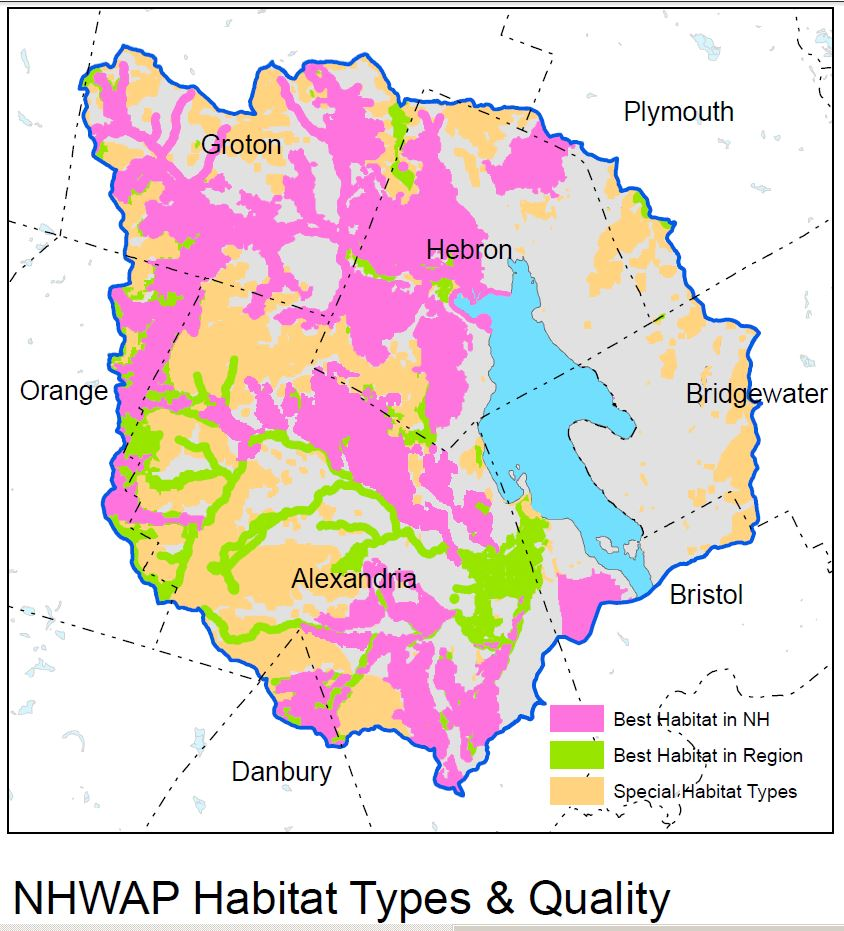 Plymouth
Groton
Hebron
Orange
Bridgewater
Alexandria
Bristol
Danbury
Best Habitat in NH
Best Habitat in Region
Special Habitat Types
NHWAP Habitat Types & Quality